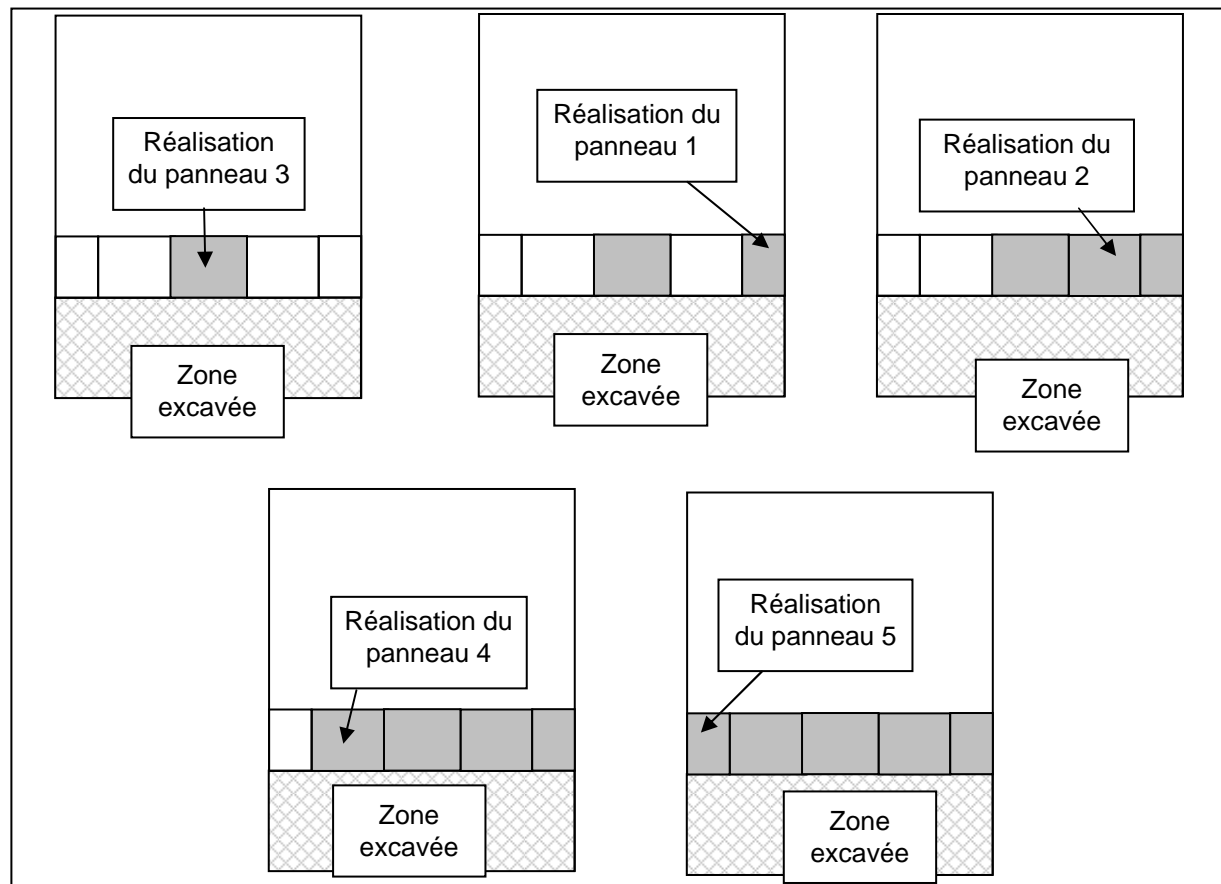 Réalisation
du panneau 3
Zone
excavée
Réalisation du
panneau 1
Zone
excavée
Réalisation du
panneau 2
Zone
excavée
Réalisation du
panneau 4
Zone
excavée
Réalisation
du panneau 5
Zone
excavée